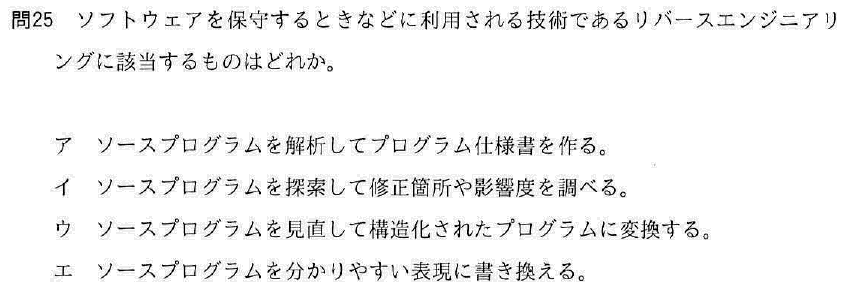 問25 ソフトウェアを保守するときなどに利用される技術であるリバースエンジニアリ
ングに該当するものはどれか。
ア ソースプログラムを解析してプログラム仕様書を作る。
イ ソースプログラムを探索して修正箇所や影響度を調べる。
ウ ソースプログラムを見直して構造化されたプログラムに変換する。
エ ソースプログラムを分かりやすい表現に書き換える。